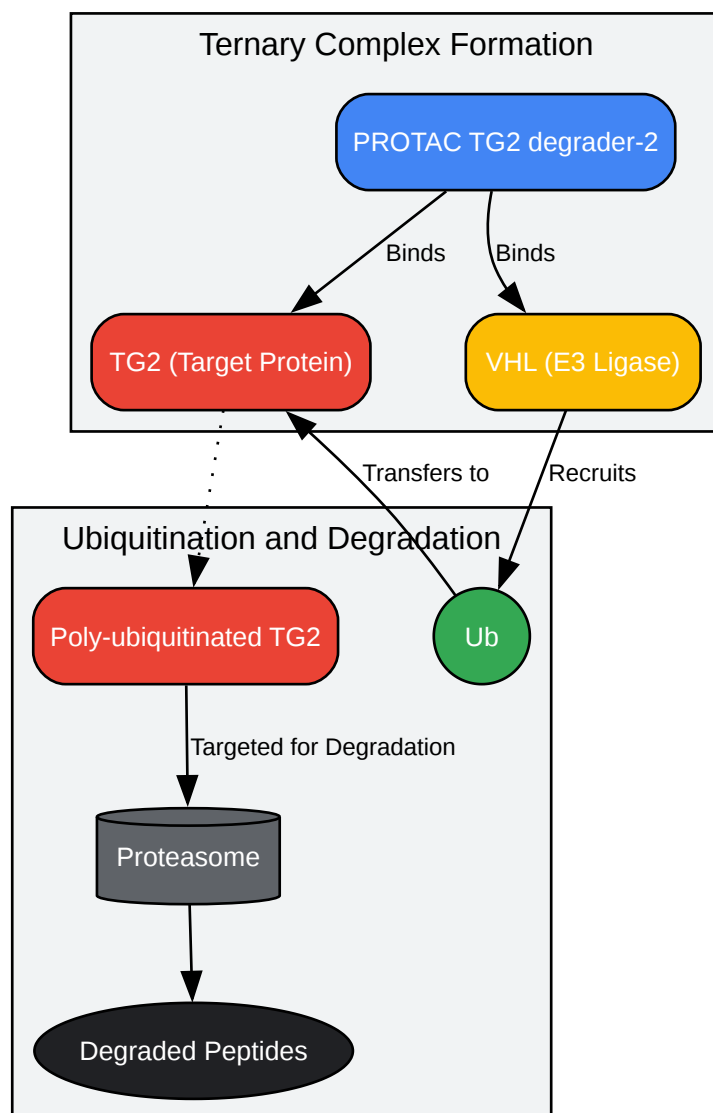 Ternary Complex Formation
PROTAC TG2 degrader-2
Binds
Binds
TG2 (Target Protein)
VHL (E3 Ligase)
Transfers to
Recruits
Ubiquitination and Degradation
Poly-ubiquitinated TG2
Ub
Targeted for Degradation
Proteasome
Degraded Peptides